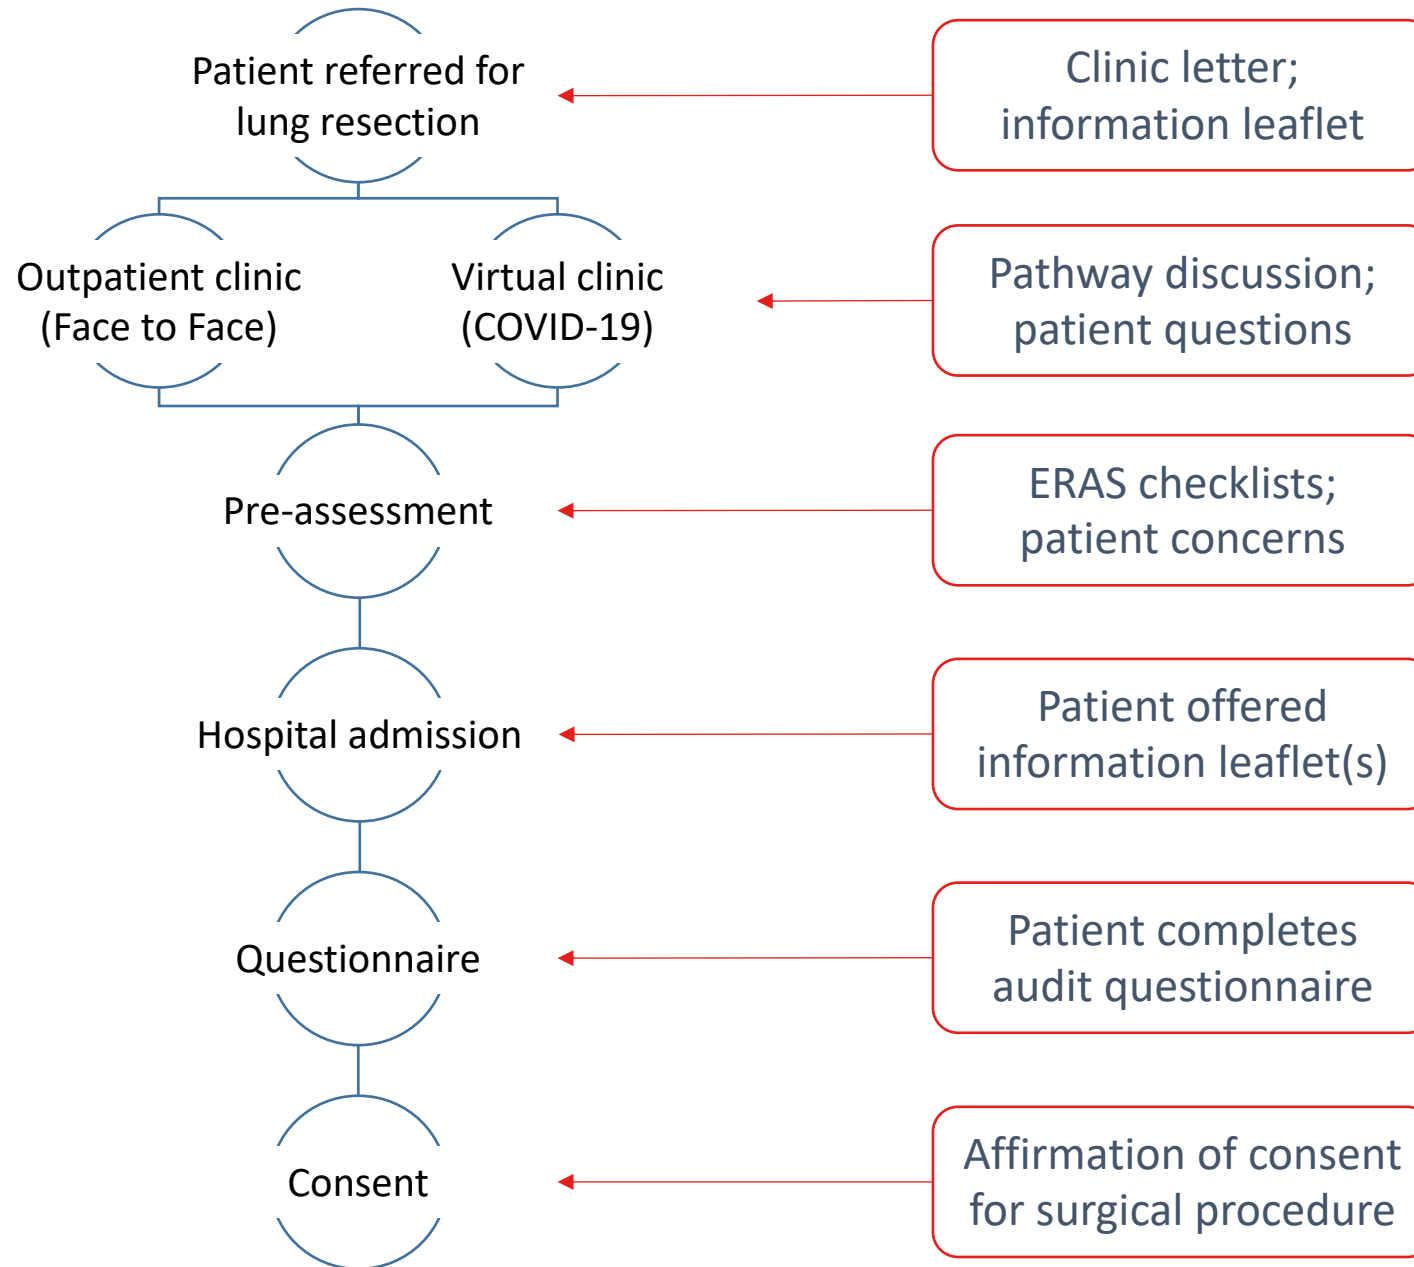 Patient referred for
lung resection
Clinic letter;
information leaflet
Outpatient clinic
(Face to Face)
Virtual clinic
(COVID-19)
Pathway discussion;
patient questions
Pre-assessment
ERAS checklists;
patient concerns
Hospital admission
Patient offered
information leaflet(s)
Questionnaire
Patient completes
audit questionnaire
Consent
Affirmation of consent
for surgical procedure